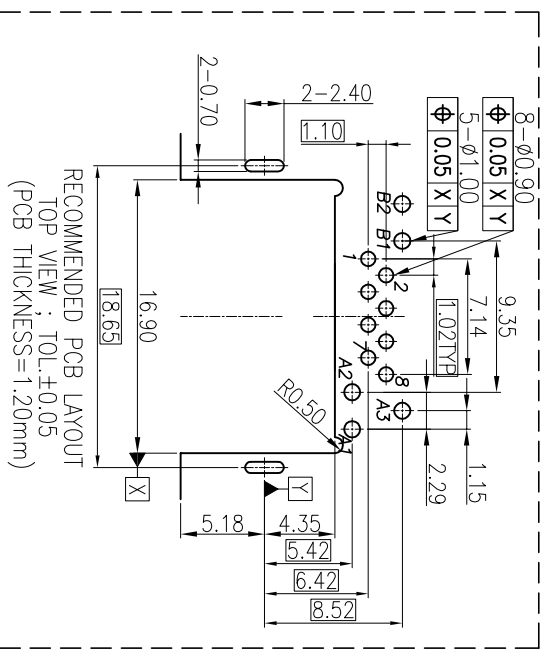 8-ø0.90
⌖ 0.05 X Y
5-ø1.00
⌖ 0.05 X Y
2-2.40
2-0.70
1.10
B2
B1
1
2
7
8
A2
A3
A1
9.35
7.14
1.02TYP
1.15
2.29
R0.50
16.90
18.65
X
Y
5.18
4.35
5.42
6.42
8.52
RECOMMENDED PCB LAYOUT
TOP VIEW ; TOL.±0.05
(PCB THICKNESS=1.20mm)